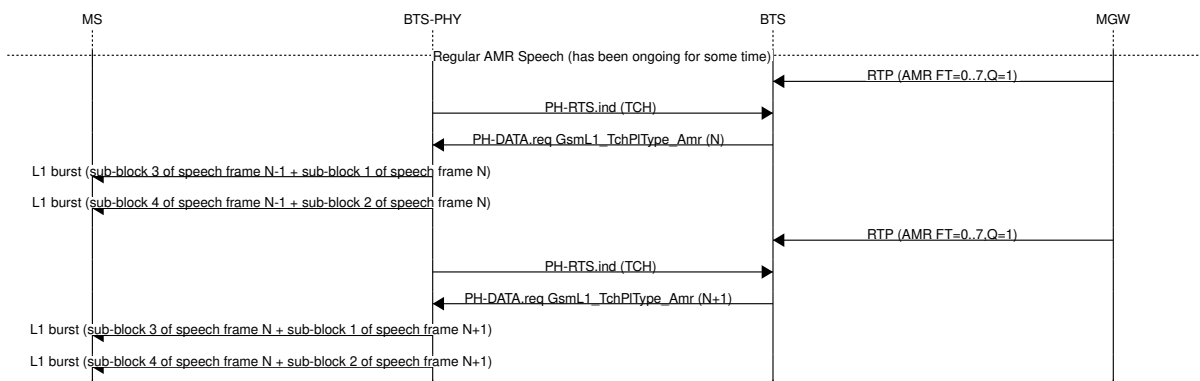 MS BTS-PHY BTS MGW
Regular AMR Speech (has been ongoing for some time)
RTP (AMR FT=0..7,Q=1)
PH-RTS.ind (TCH)
PH-DATA.req GsmL1_TchPlType_Amr (N)
L1 burst (sub-block 3 of speech frame N-1 + sub-block 1 of speech frame N)
L1 burst (sub-block 4 of speech frame N-1 + sub-block 2 of speech frame N)
RTP (AMR FT=0..7,Q=1)
PH-RTS.ind (TCH)
PH-DATA.req GsmL1_TchPlType_Amr (N+1)
L1 burst (sub-block 3 of speech frame N + sub-block 1 of speech frame N+1)
L1 burst (sub-block 4 of speech frame N + sub-block 2 of speech frame N+1)